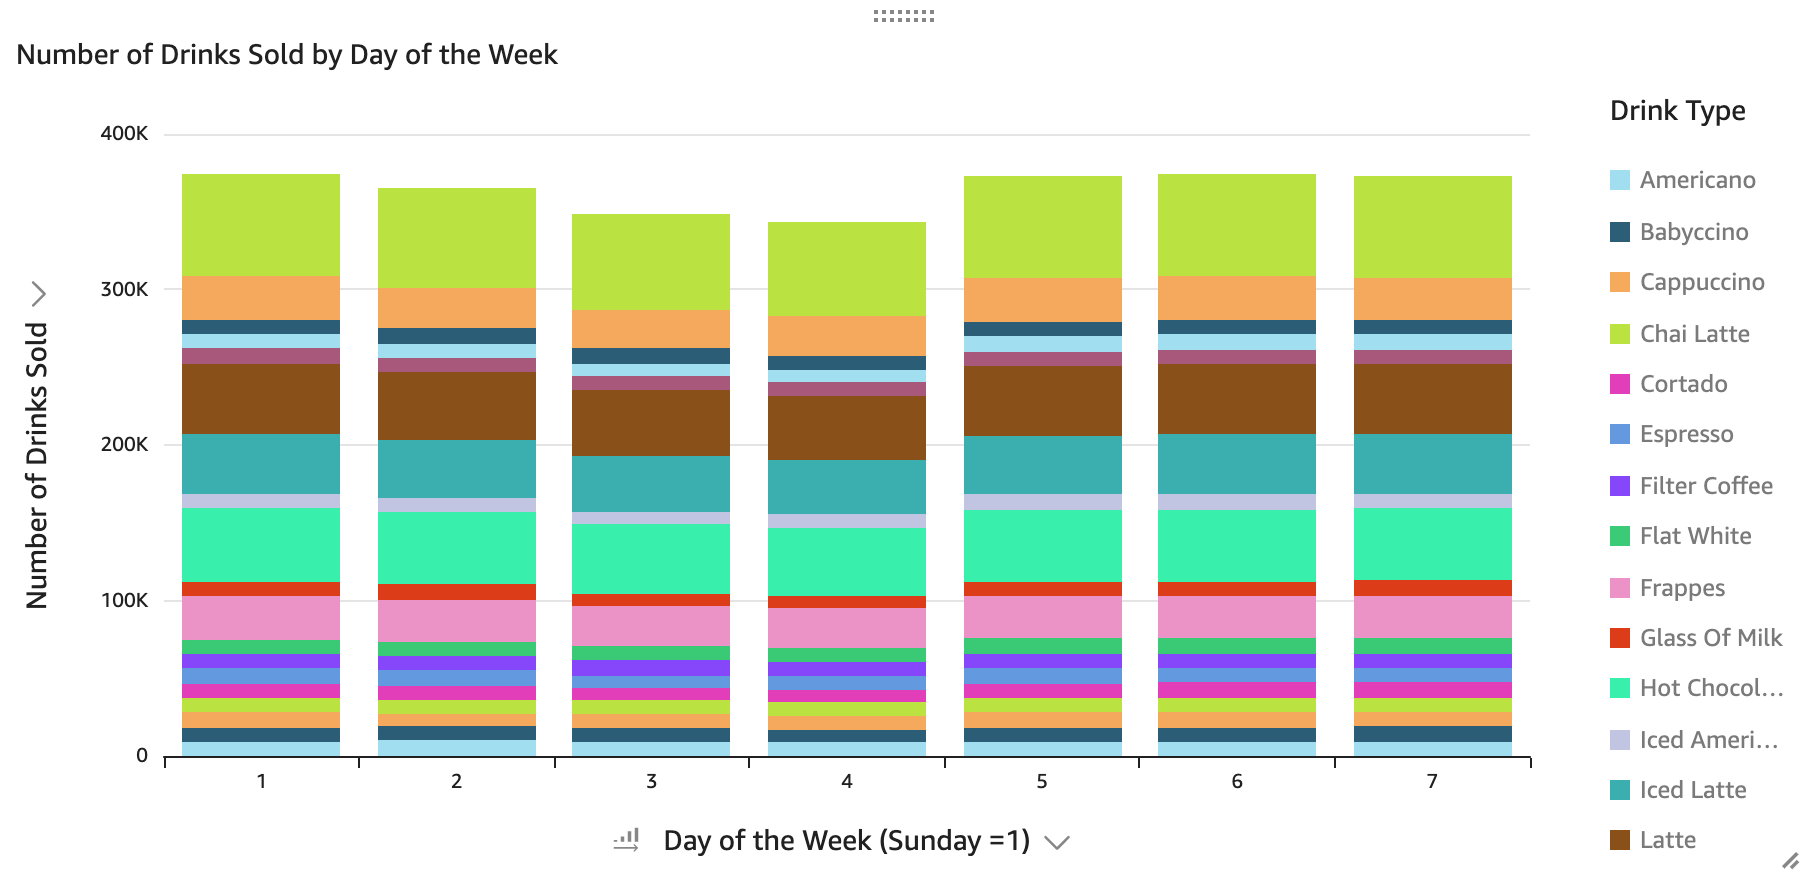 Number of Drinks Sold by Day of the Week
Number of Drinks Sold
400K
300K
200K
100K
0
1 2 3 4 5 6 7
Day of the Week (Sunday =1)
Drink Type
Americano
Babyccino
Cappuccino
Chai Latte
Cortado
Espresso
Filter Coffee
Flat White
Frappes
Glass Of Milk
Hot Chocol...
Iced Ameri...
Iced Latte
Latte